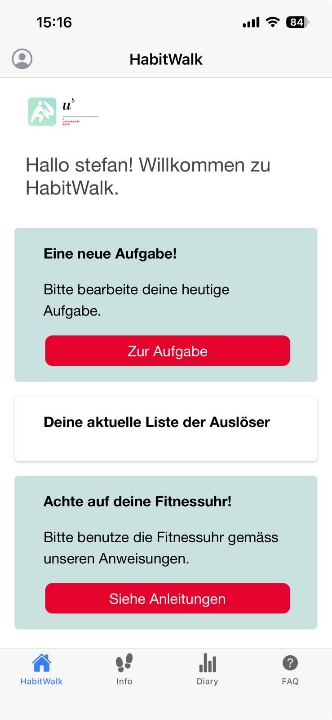 15:16
84
HabitWalk
u
b
Hallo stefan! Willkommen zu
HabitWalk.
Eine neue Aufgabe!
Bitte bearbeite deine heutige
Aufgabe.
Zur Aufgabe
Deine aktuelle Liste der Auslöser
Achte auf deine Fitnessuhr!
Bitte benutze die Fitnessuhr gemäss
unseren Anweisungen.
Siehe Anleitungen
HabitWalk
Info
Diary
?
FAQ